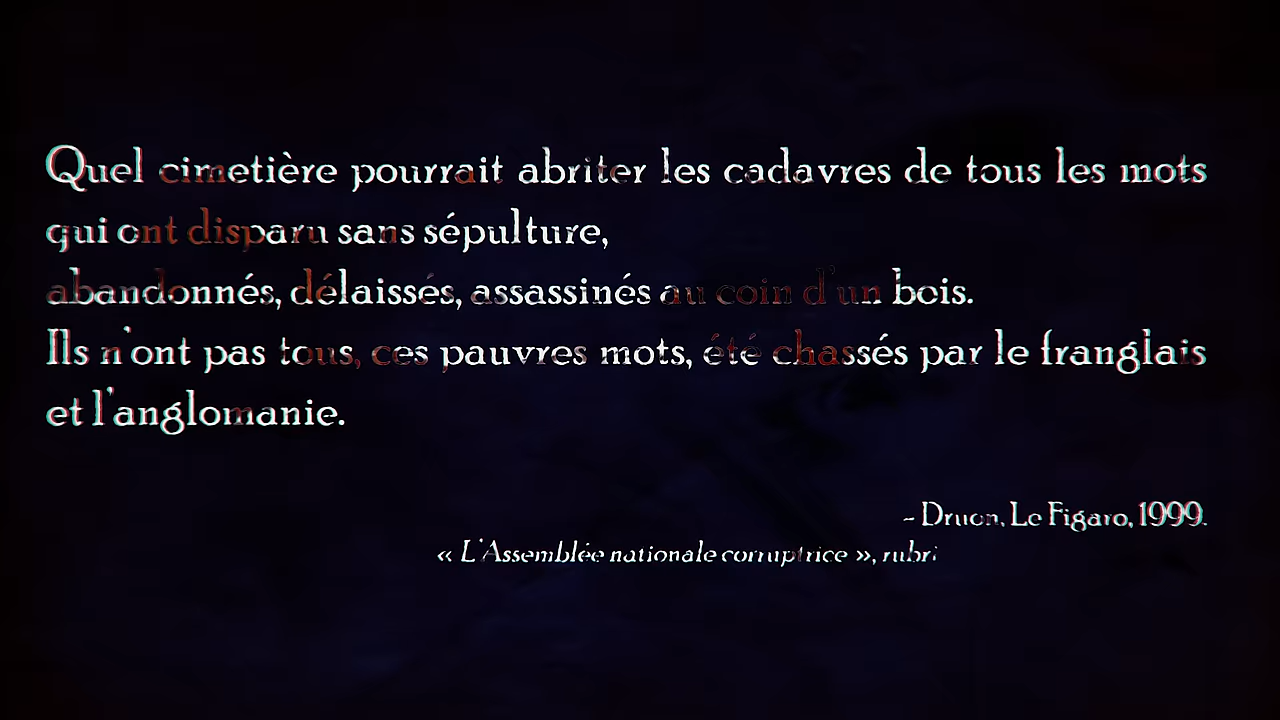 Quel cimetière pourrait abriter les cadavres de tous les mots
qui ont disparu sans sépulture,
abandonnés, délaissés, assassinés au coin d'un bois.
Ils n'ont pas tous, ces pauvres mots, été chassés par le franglais
et l'anglomanie.
- Druon, Le Figaro, 1999.
« L'Assemblée nationale corruptrice », rubri